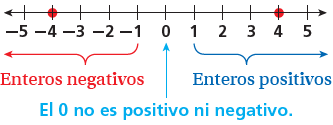 −5 −4 −3 −2 −1 0 1 2 3 4 5
Enteros negativos Enteros positivos
El 0 no es positivo ni negativo.